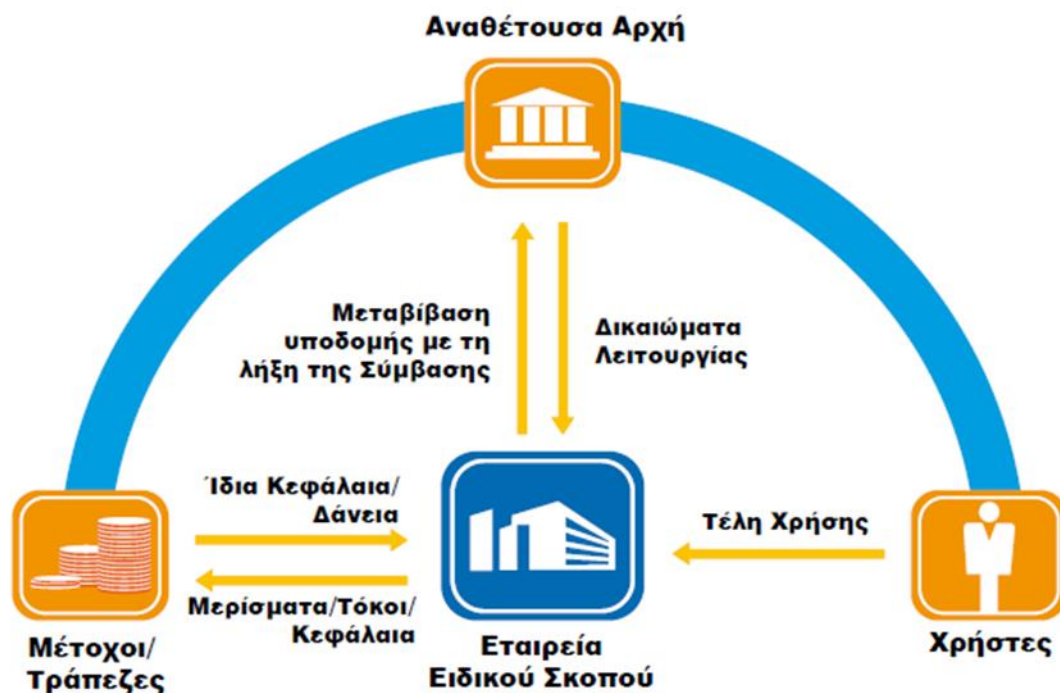 Αναθέτουσα Αρχή
Μεταβίβαση
υποδομής με τη
λήξη της Σύμβασης
Δικαιώματα
Λειτουργίας
Ίδια Κεφάλαια/
Δάνεια
Τέλη Χρήσης
Μερίσματα/Τόκοι/
Κεφάλαια
Μέτοχοι/
Τράπεζες
Εταιρεία
Ειδικού Σκοπού
Χρήστες